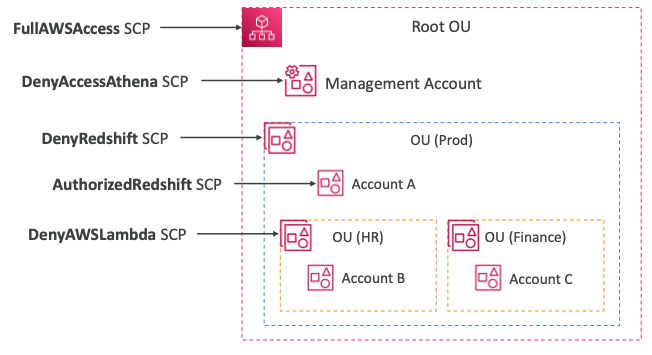 FullAWSAccess SCP
Root OU
DenyAccessAthena SCP
Management Account
DenyRedshift SCP
OU (Prod)
AuthorizedRedshift SCP
Account A
DenyAWSLambda SCP
OU (HR)
OU (Finance)
Account B
Account C